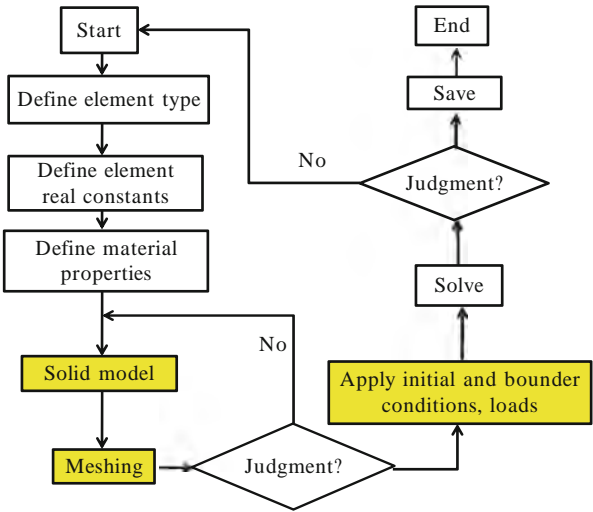 Start
Define element type
Define element
real constants
Define material
properties
No
Solid model
Meshing
Judgment?
Apply initial and bounder
conditions, loads
Solve
Judgment?
No
Save
End